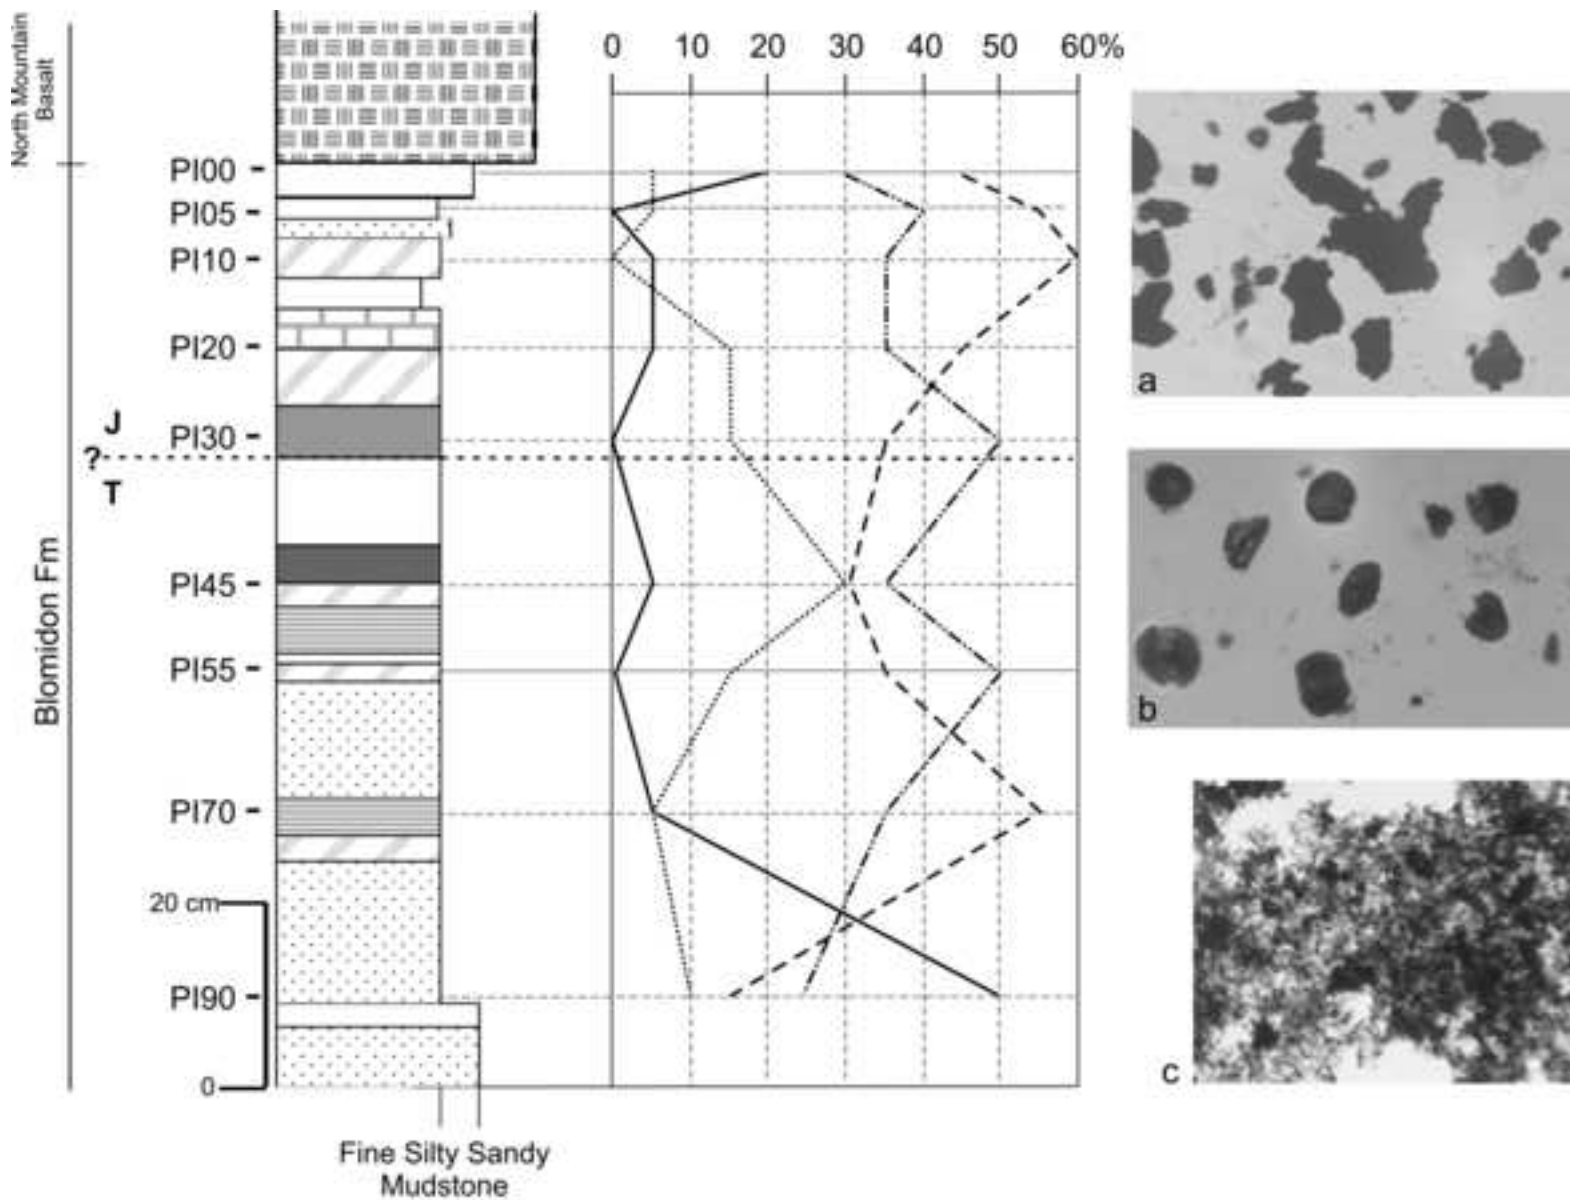 North Mountain
Basalt
0 10 20 30 40 50 60%
PI00
PI05
PI10
PI20
J
PI30
?
T
PI45
Blomidon Fm
PI55
PI70
20 cm
PI90
0
Fine Silty Sandy
Mudstone
a
b
c